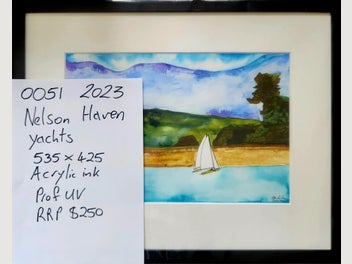 0051 2023
Nelson Haven
yachts
535 x 425
Acrylic ink
Prof UV
RRP $250